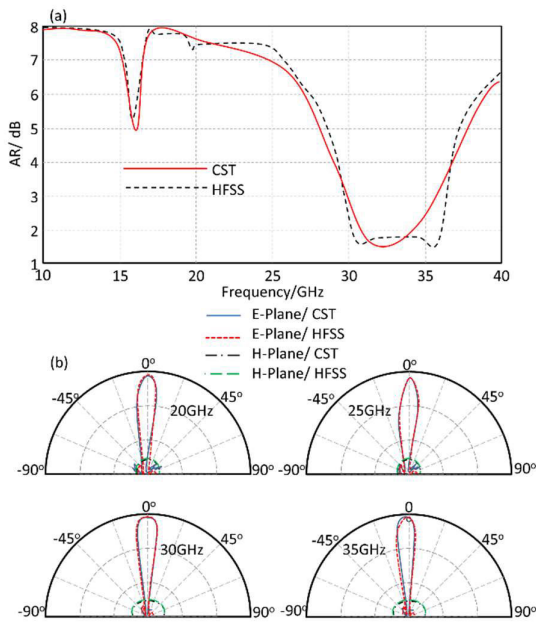 (a)
8
7
6
5
4
3
2
1
AR/ dB
CST
HFSS
10 15 20 25 30 35 40
Frequency/GHz
E-Plane/ CST
E-Plane/ HFSS
H-Plane/ CST
H-Plane/ HFSS
(b)
0° 0°
-45° 45° -45° 45°
20GHz 25GHz
-90° 90° -90° 90°
0° 0
-45° 45° -45° 45°
30GHz 35GHz
-90° 90° -90° 90°